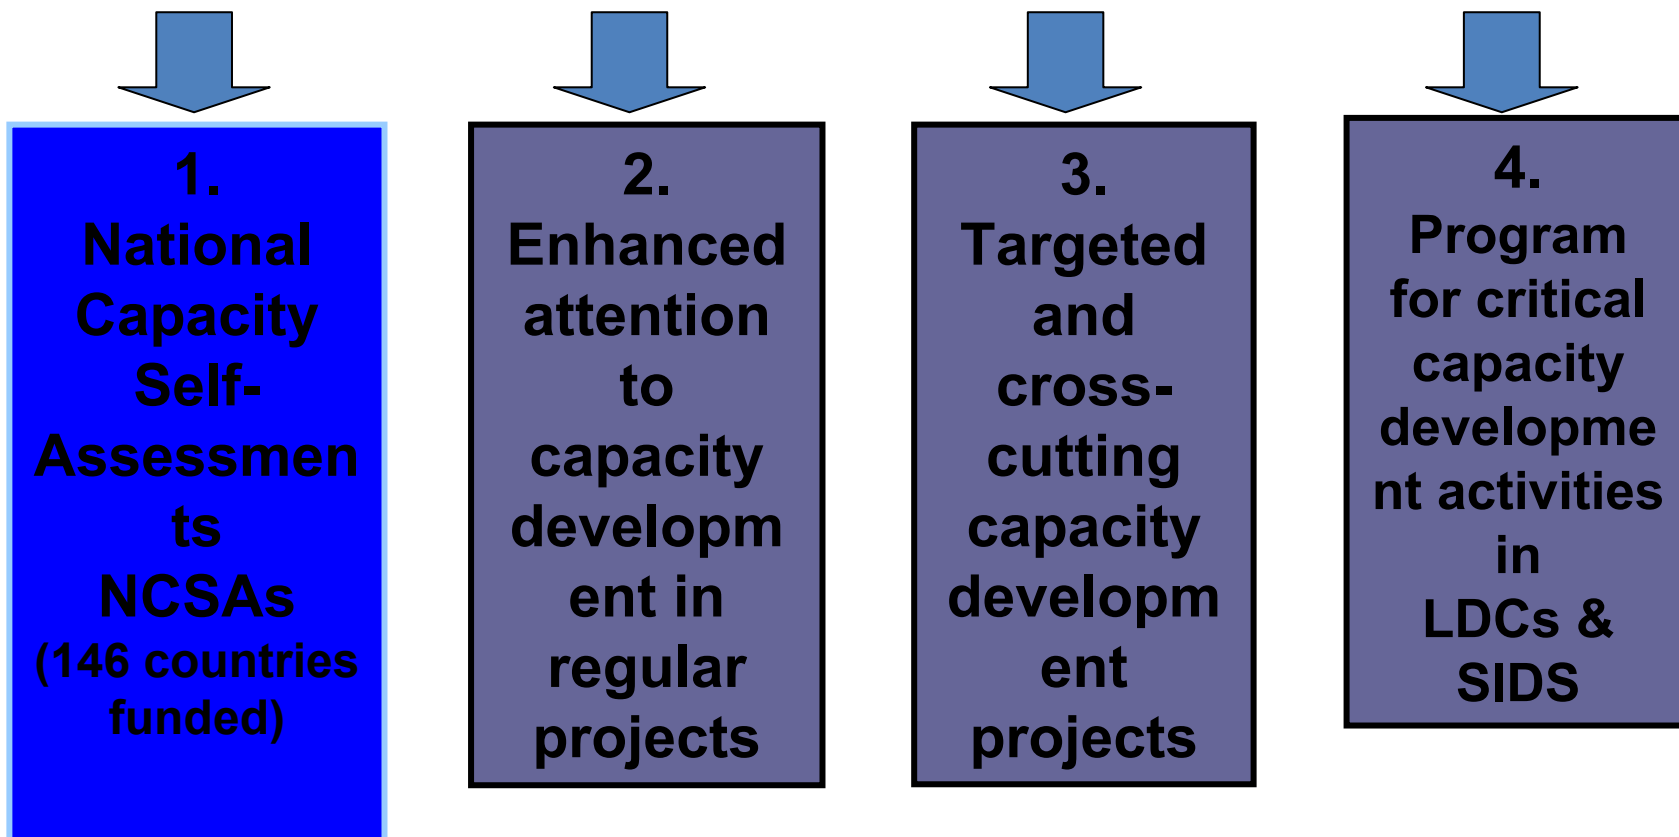 1.
National
Capacity
Self-
Assessmen
ts
NCSAs
(146 countries
funded)
2.
Enhanced
attention
to
capacity
developm
ent in
regular
projects
3.
Targeted
and
cross-
cutting
capacity
developm
ent
projects
4.
Program
for critical
capacity
developme
nt activities
in
LDCs &
SIDS